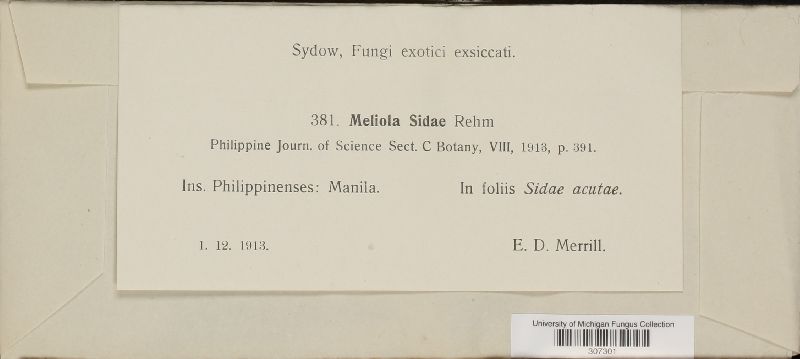 Sydow, Fungi exotici exsiccati.
381. Meliola Sidae Rehm
Philippine Journ. of Science Sect. C Botany, VIII, 1913, p. 391.
Ins. Philippinenses: Manila. In foliis Sidae acutae.
1. 12. 1913. E. D. Merrill.
University of Michigan Fungus Collection
307301